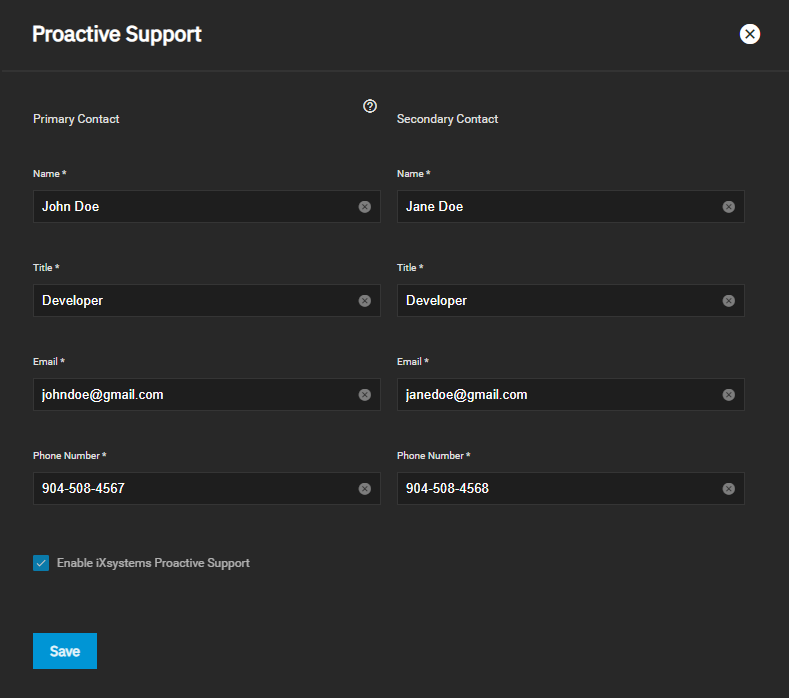 Proactive Support
Primary Contact
Secondary Contact
Name *
Name *
John Doe
Jane Doe
Title *
Title *
Developer
Developer
Email *
Email *
johndoe@gmail.com
janedoe@gmail.com
Phone Number *
Phone Number *
904-508-4567
904-508-4568
Enable iXsystems Proactive Support
Save